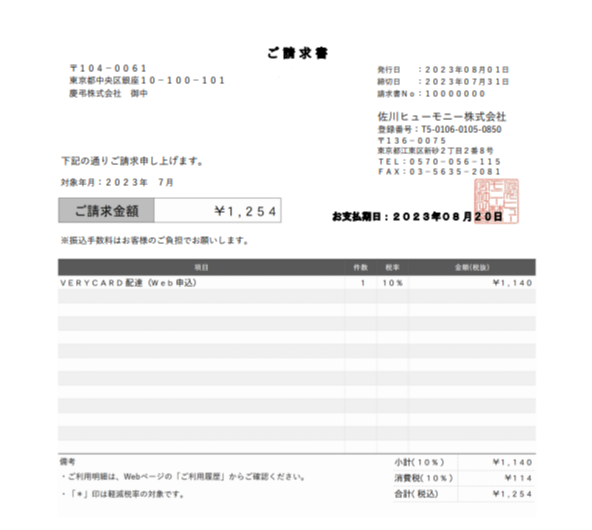 ご請求書
〒104-0061
東京都中央区銀座10-100-101
慶弔株式会社 御中
発行日 :2023年08月01日
締切日 :2023年07月31日
請求書No:10000000
佐川ヒューモニー株式会社
登録番号:T5-0106-0105-0850
〒136-0075
東京都江東区新砂2丁目2番8号
TEL:0570-056-115
FAX:03-5635-2081
下記の通りご請求申し上げます。
対象年月:2023年 7月
ご請求金額 ¥1,254
お支払期日:2023年08月20日
※振込手数料はお客様のご負担でお願いします。
項目 件数 税率 金額(税抜)
VERYCARD配達(Web申込) 1 10% ¥1,140
備考
・ご利用明細は、Webページの「ご利用履歴」からご確認ください。
・「*」印は軽減税率の対象です。
小計(10%) ¥1,140
消費税(10%) ¥114
合計(税込) ¥1,254